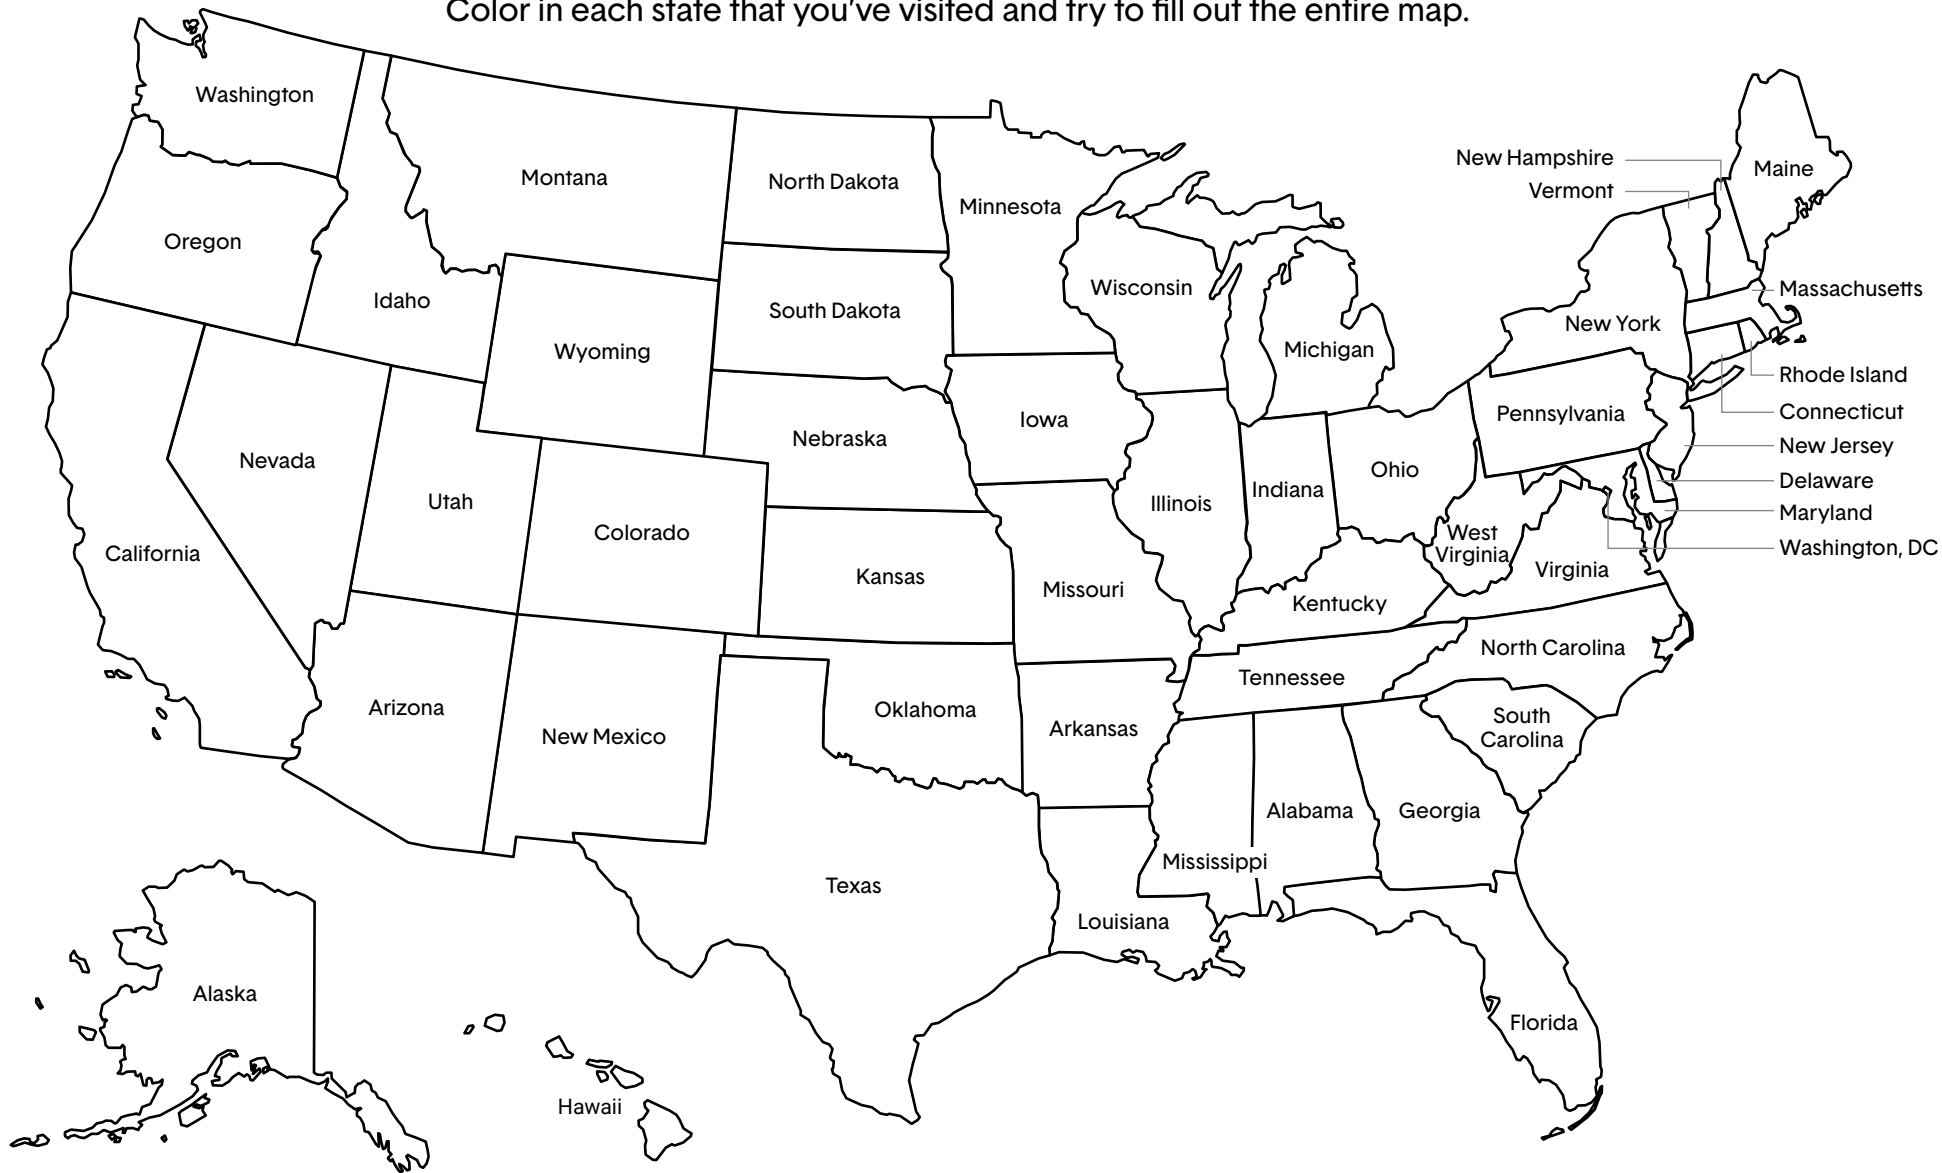 Color in each state that you've visited and try to fill out the entire map.
Washington
Montana
North Dakota
Minnesota
New Hampshire
Vermont
Maine
Oregon
Idaho
Wyoming
South Dakota
Wisconsin
Michigan
New York
Massachusetts
Rhode Island
Connecticut
New Jersey
Delaware
Maryland
Washington, DC
Nevada
Utah
Colorado
Nebraska
Iowa
Illinois
Indiana
Ohio
Pennsylvania
California
Kansas
Missouri
Kentucky
West
Virginia
Virginia
Arizona
New Mexico
Oklahoma
Arkansas
Tennessee
North Carolina
South
Carolina
Texas
Louisiana
Mississippi
Alabama
Georgia
Florida
Alaska
Hawaii